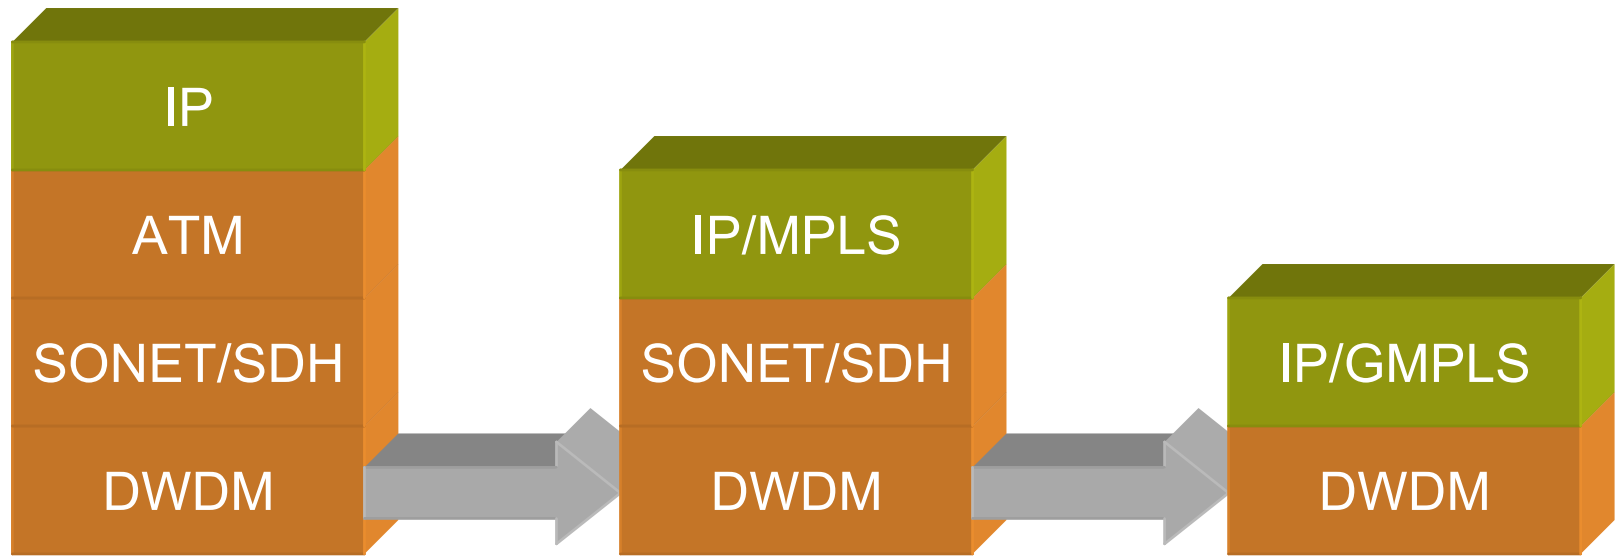 IP
ATM
SONET/SDH
DWDM
IP/MPLS
SONET/SDH
DWDM
IP/GMPLS
DWDM